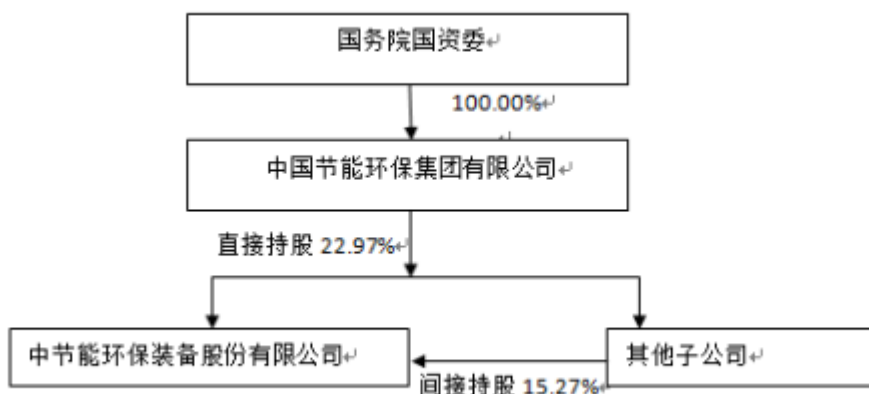 国务院国资委
100.00%
中国节能环保集团有限公司
直接持股 22.97%
中节能环保装备股份有限公司
其他子公司
间接持股 15.27%